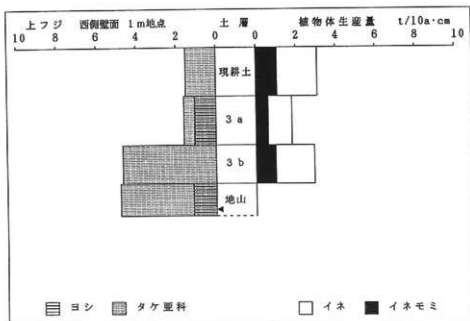 上フジ 西側壁面 1m地点 土層 植物体生産量 t/10a・cm
10 8 6 4 2 0 0 2 4 6 8 10
現耕土
3a
3b
地山
ヨシ タケ亜科 イネ イネモミ